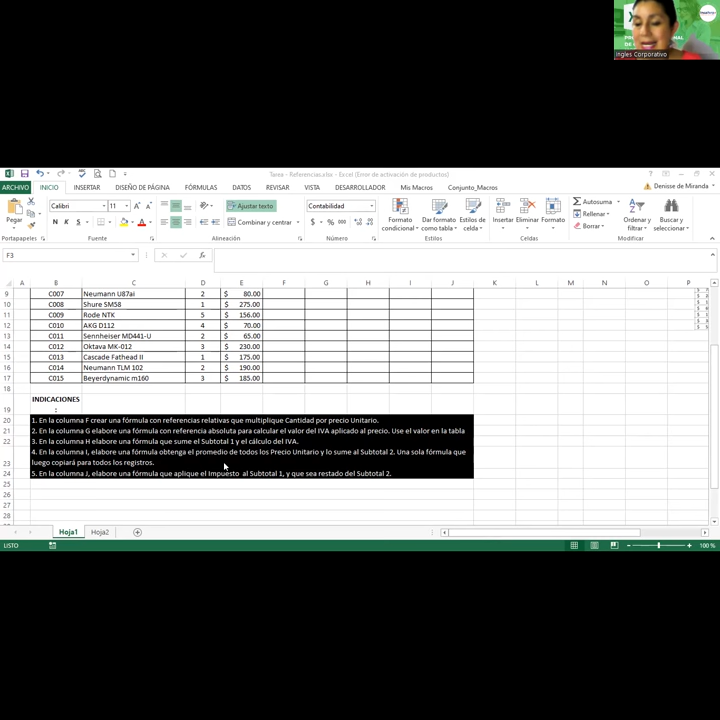 Ingles Corporativo
Tarea - Referencias.xlsx - Excel (Error de activación de productos)
ARCHIVO INICIO INSERTAR DISEÑO DE PÁGINA FÓRMULAS DATOS REVISAR VISTA DESARROLLADOR Mis Macros Conjunto_Macros Denisse de Miranda
Calibri 11 Ajustar texto Contabilidad Autosuma
Pegar N K S Combinar y centrar $ % 000 Formato condicional Dar formato como tabla Estilos de celda Insertar Eliminar Formato Rellenar Borrar Ordenar y filtrar Buscar y seleccionar
Portapapeles Fuente Alineación Número Estilos Celdas Modificar
F3 fx
A B C D E F G H I J K L M N O P
9 C007 Neumann U87ai 2 $ 80.00
10 C008 Shure SM58 1 $ 275.00
11 C009 Rode NTK 5 $ 156.00
12 C010 AKG D112 4 $ 70.00
13 C011 Sennheiser MD441-U 2 $ 65.00
14 C012 Oktava MK-012 3 $ 230.00
15 C013 Cascade Fathead II 1 $ 175.00
16 C014 Neumann TLM 102 2 $ 190.00
17 C015 Beyerdynamic m160 3 $ 185.00
18
19 INDICACIONES :
20 1. En la columna F crear una fórmula con referencias relativas que multiplique Cantidad por precio Unitario.
21 2. En la columna G elabore una fórmula con referencia absoluta para calcular el valor del IVA aplicado al precio. Use el valor en la tabla
22 3. En la columna H elabore una fórmula que sume el Subtotal 1 y el cálculo del IVA.
4. En la columna I, elabore una fórmula obtenga el promedio de todos los Precio Unitario y lo sume al Subtotal 2. Una sola fórmula que
23 luego copiará para todos los registros.
24 5. En la columna J, elabore una fórmula que aplique el Impuesto al Subtotal 1, y que sea restado del Subtotal 2.
25
26
27
28
Hoja1 Hoja2
LISTO 100 %